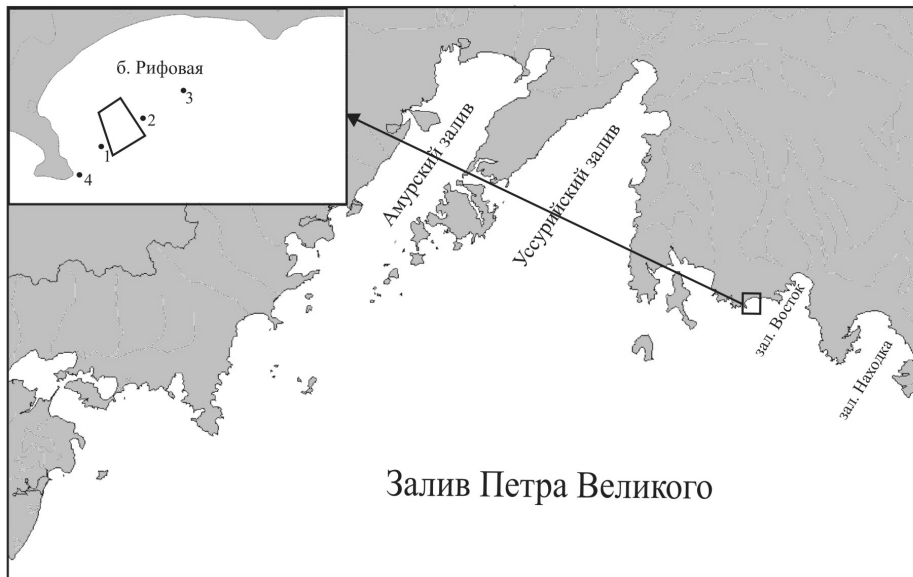 б. Рифовая
3
2
1
4
Амурский залив
Уссурийский залив
зал. Восток
зал. Находка
Залив Петра Великого